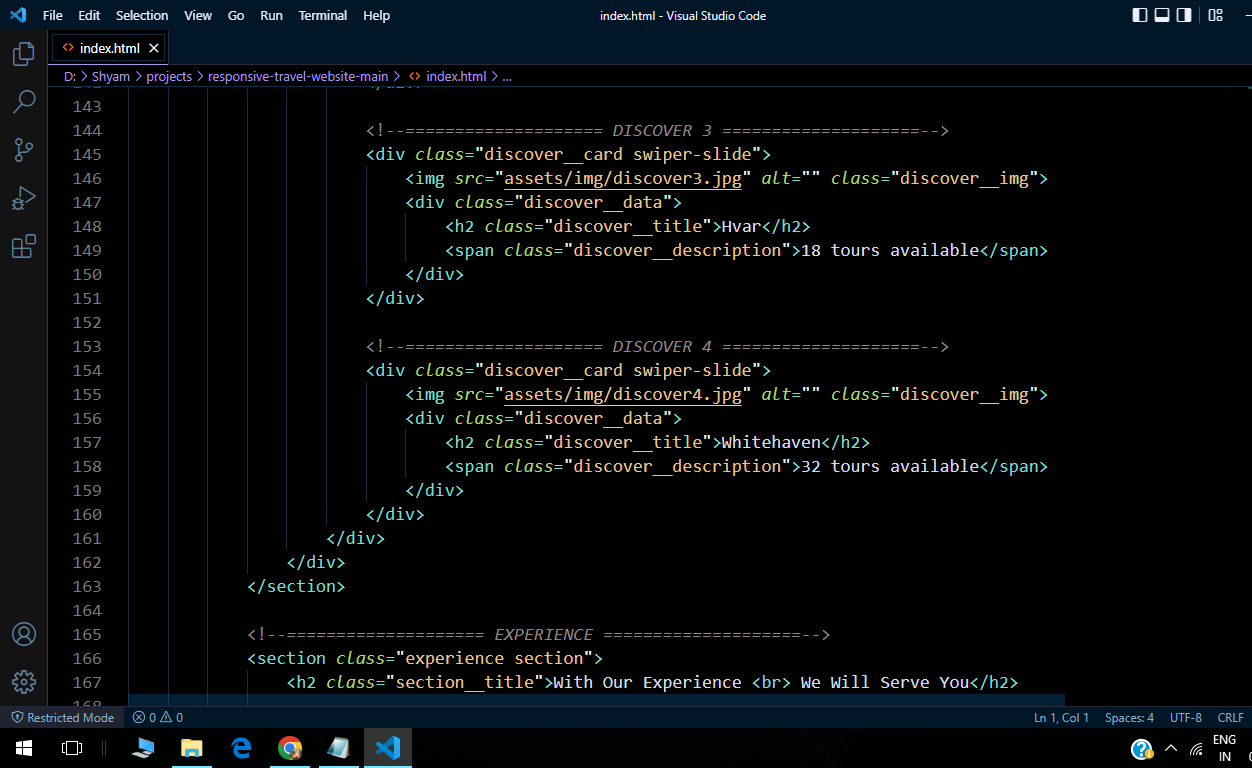 File Edit Selection View Go Run Terminal Help index.html - Visual Studio Code
<> index.html ×
D: > Shyam > projects > responsive-travel-website-main > <> index.html > ...
143
144 <!--==================== DISCOVER 3 ====================-->
145 <div class="discover__card swiper-slide">
146 <img src="assets/img/discover3.jpg" alt="" class="discover__img">
147 <div class="discover__data">
148 <h2 class="discover__title">Hvar</h2>
149 <span class="discover__description">18 tours available</span>
150 </div>
151 </div>
152
153 <!--==================== DISCOVER 4 ====================-->
154 <div class="discover__card swiper-slide">
155 <img src="assets/img/discover4.jpg" alt="" class="discover__img">
156 <div class="discover__data">
157 <h2 class="discover__title">Whitehaven</h2>
158 <span class="discover__description">32 tours available</span>
159 </div>
160 </div>
161 </div>
162 </div>
163 </section>
164
165 <!--==================== EXPERIENCE ====================-->
166 <section class="experience section">
167 <h2 class="section__title">With Our Experience <br> We Will Serve You</h2>
Restricted Mode 0 0 Ln 1, Col 1 Spaces: 4 UTF-8 CRLF
ENG
IN